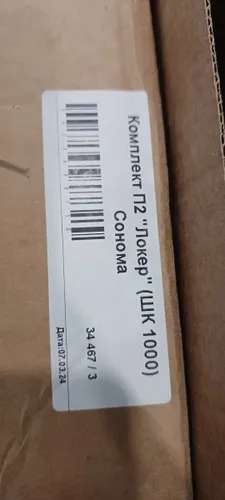 Комплект П2 "Локер" (ШК 1000)
Сонома
34 467 / 3
Дата:07.03.24